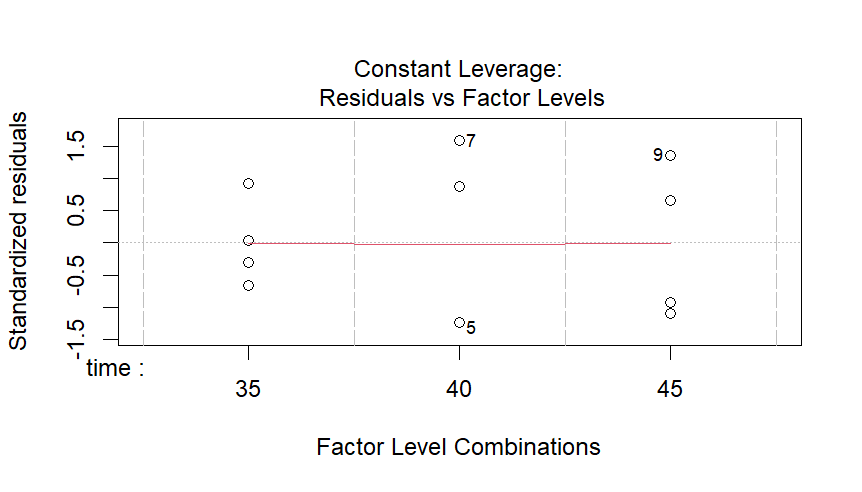 Constant Leverage:
Residuals vs Factor Levels
Standardized residuals
1.5
0.5
-0.5
-1.5
7
9
5
time :
35
40
45
Factor Level Combinations